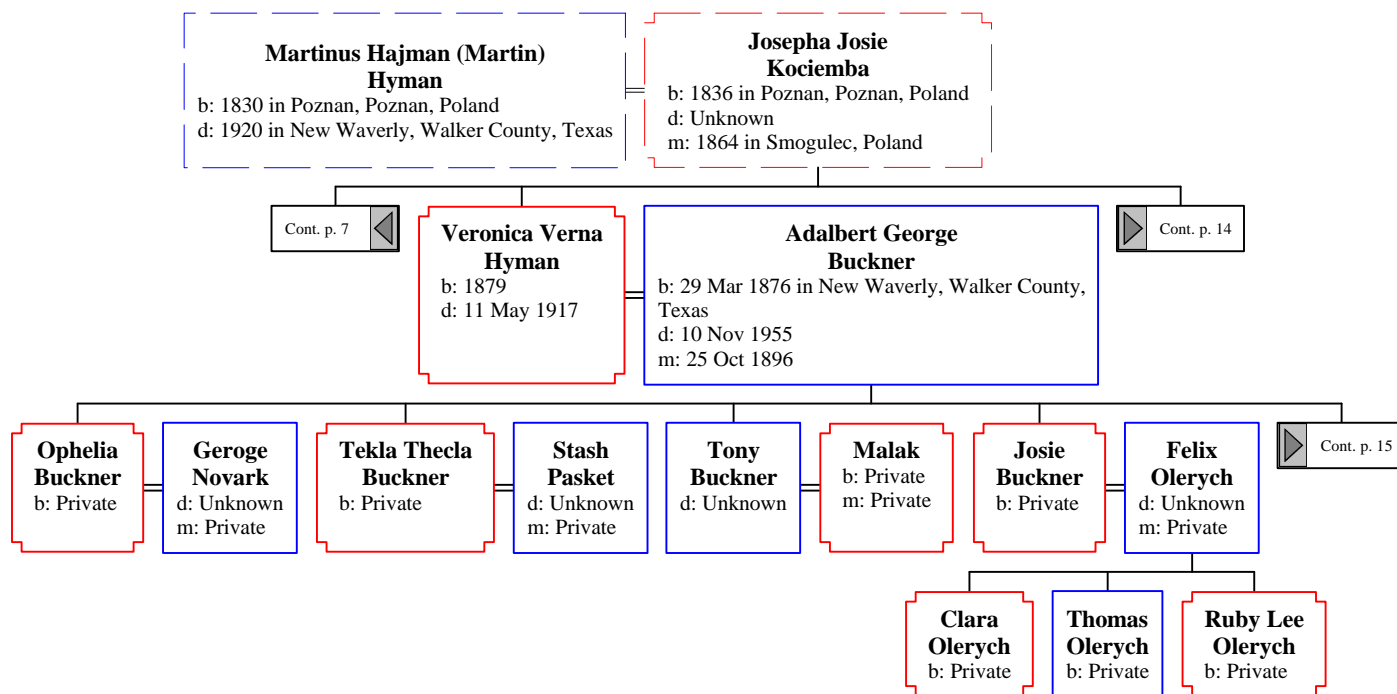 Martinus Hajman (Martin)
Hyman
b: 1830 in Poznan, Poznan, Poland
d: 1920 in New Waverly, Walker County, Texas
Josepha Josie
Kociemba
b: 1836 in Poznan, Poznan, Poland
d: Unknown
m: 1864 in Smogulec, Poland
Cont. p. 7
Veronica Verna
Hyman
b: 1879
d: 11 May 1917
Adalbert George
Buckner
b: 29 Mar 1876 in New Waverly, Walker County,
Texas
d: 10 Nov 1955
m: 25 Oct 1896
Cont. p. 14
Ophelia
Buckner
b: Private
Geroge
Novark
d: Unknown
m: Private
Tekla Thecla
Buckner
b: Private
Stash
Pasket
d: Unknown
m: Private
Tony
Buckner
d: Unknown
Malak
b: Private
m: Private
Josie
Buckner
b: Private
Felix
Olerych
d: Unknown
m: Private
Cont. p. 15
Clara
Olerych
b: Private
Thomas
Olerych
b: Private
Ruby Lee
Olerych
b: Private